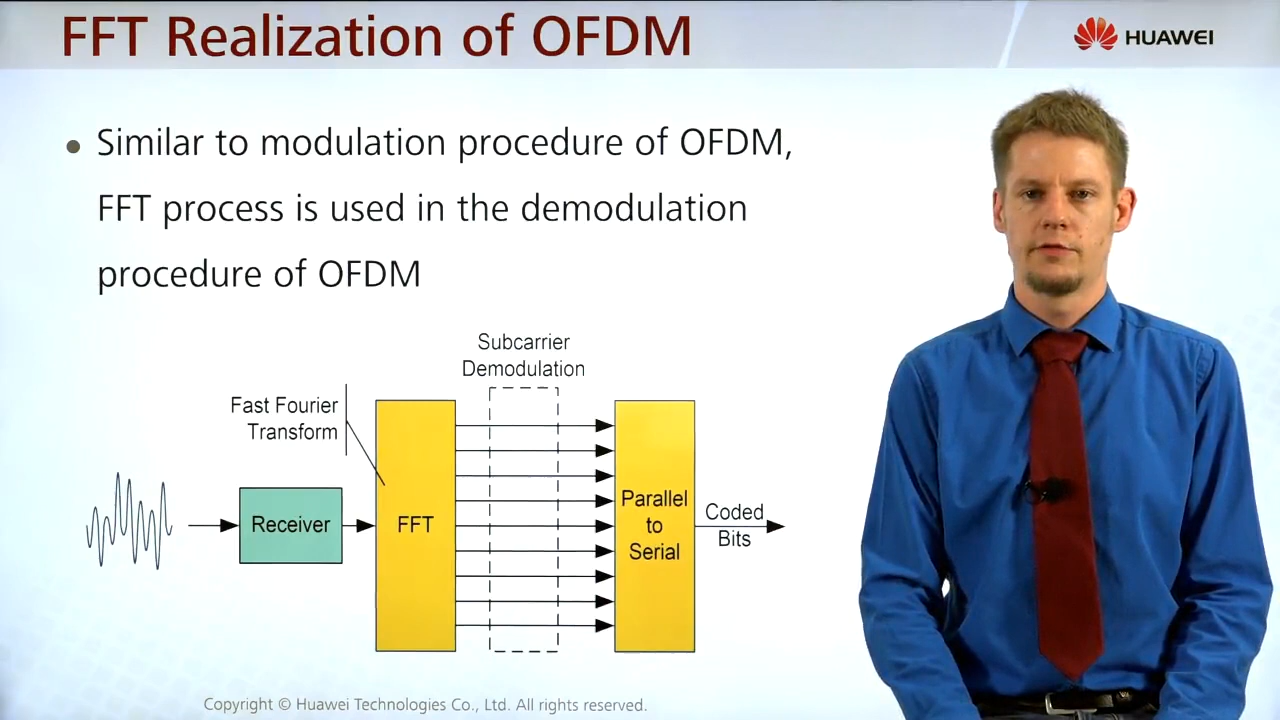 FFT Realization of OFDM
HUAWEI
• Similar to modulation procedure of OFDM,
FFT process is used in the demodulation
procedure of OFDM
Subcarrier
Demodulation
Fast Fourier
Transform
Receiver
FFT
Parallel
to
Serial
Coded
Bits
Copyright © Huawei Technologies Co., Ltd. All rights reserved.